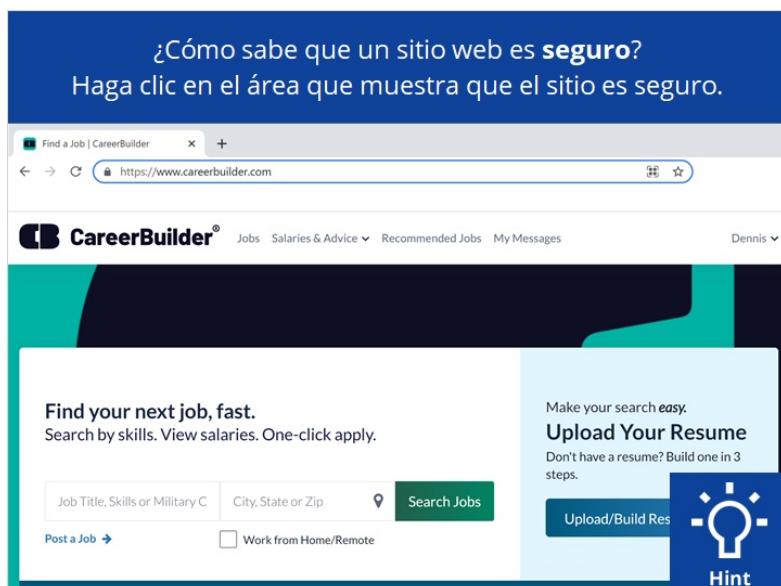 ¿Cómo sabe que un sitio web es seguro?
Haga clic en el área que muestra que el sitio es seguro.
Find a Job | CareerBuilder
https://www.careerbuilder.com
CareerBuilder®
Jobs Salaries & Advice Recommended Jobs My Messages
Dennis
Find your next job, fast.
Search by skills. View salaries. One-click apply.
Job Title, Skills or Military C
City, State or Zip
Search Jobs
Post a Job
Work from Home/Remote
Make your search easy.
Upload Your Resume
Don't have a resume? Build one in 3
steps.
Upload/Build Res
Hint